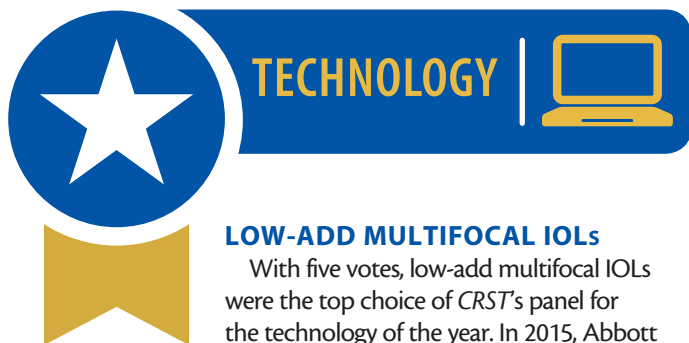 TECHNOLOGY
LOW-ADD MULTIFOCAL IOLs
With five votes, low-add multifocal IOLs
were the top choice of CRST's panel for
the technology of the year. In 2015, Abbott